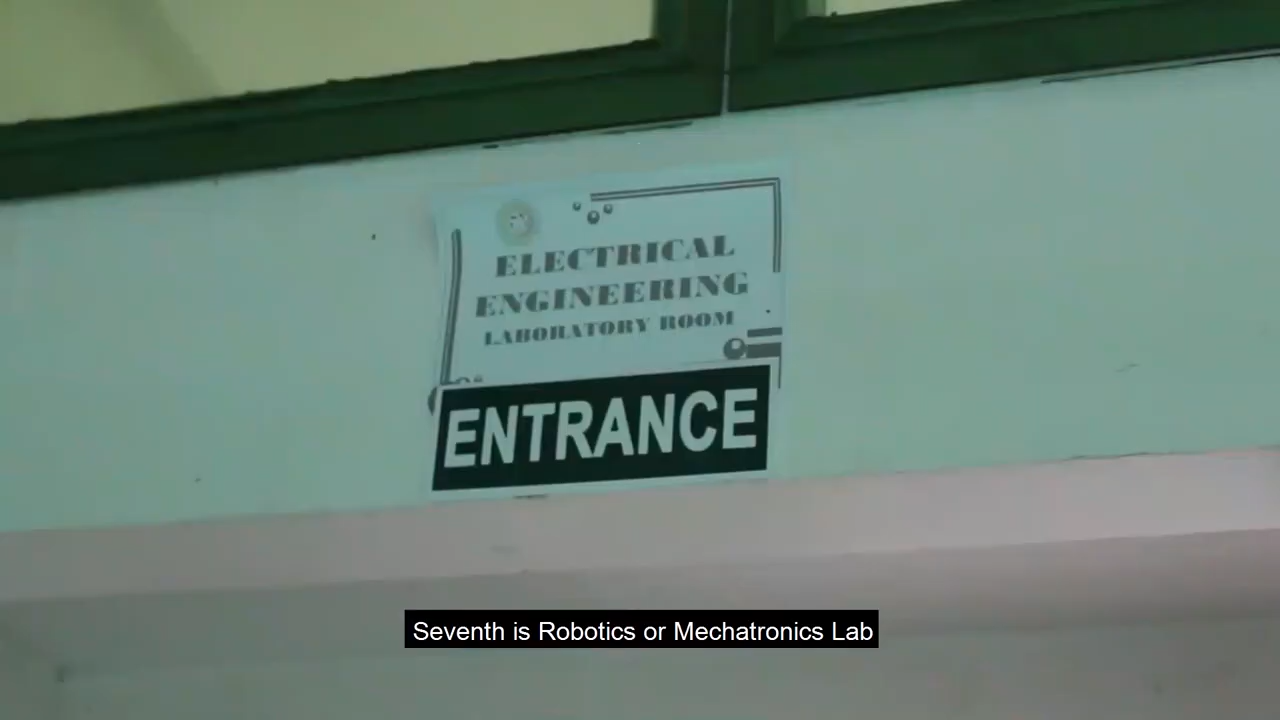 ELECTRICAL
ENGINEERING
LABORATORY ROOM
ENTRANCE
Seventh is Robotics or Mechatronics Lab